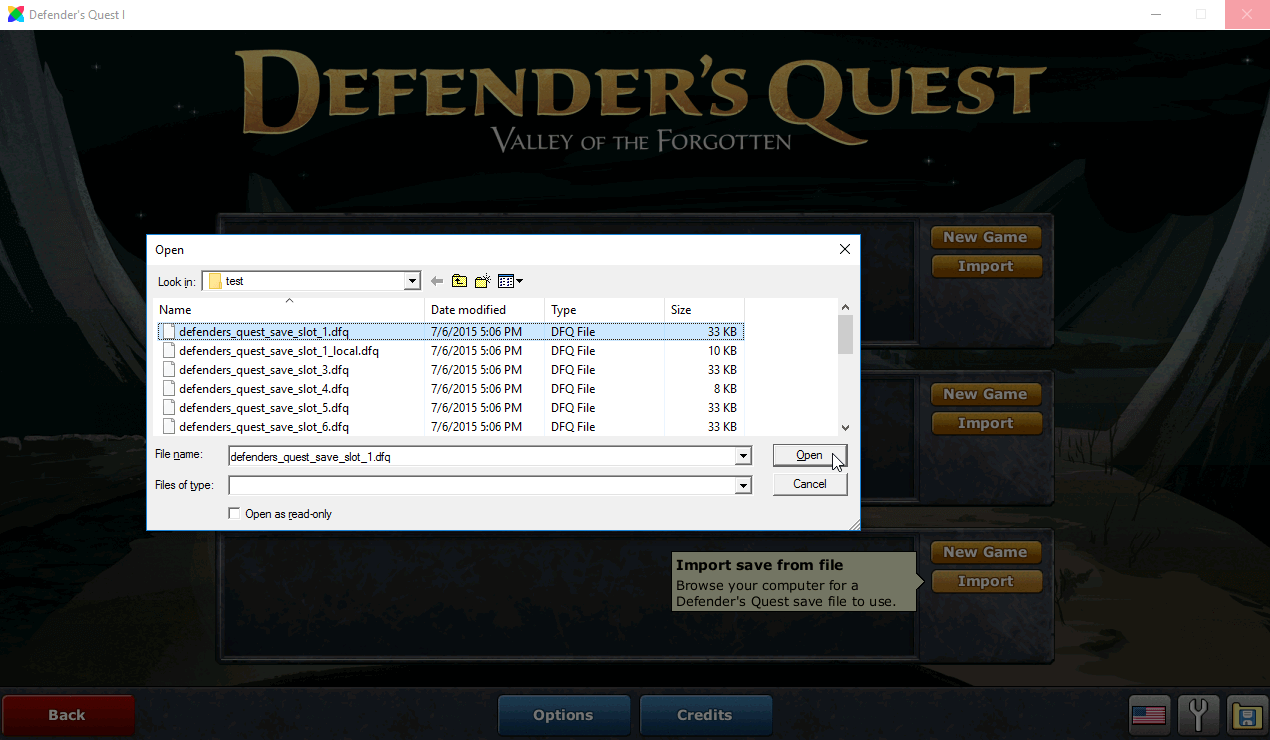 Defender's Quest I
DEFENDER'S QUEST
VALLEY OF THE FORGOTTEN
New Game
Import
Open
Look in: test
Name Date modified Type Size
defenders_quest_save_slot_1.dfq 7/6/2015 5:06 PM DFQ File 33 KB
defenders_quest_save_slot_1_local.dfq 7/6/2015 5:06 PM DFQ File 10 KB
defenders_quest_save_slot_3.dfq 7/6/2015 5:06 PM DFQ File 33 KB
defenders_quest_save_slot_4.dfq 7/6/2015 5:06 PM DFQ File 8 KB
defenders_quest_save_slot_5.dfq 7/6/2015 5:06 PM DFQ File 33 KB
defenders_quest_save_slot_6.dfq 7/6/2015 5:06 PM DFQ File 33 KB
File name: defenders_quest_save_slot_1.dfq Open
Files of type: Cancel
Open as read-only
New Game
Import
New Game
Import
Import save from file
Browse your computer for a
Defender's Quest save file to use.
Back
Options
Credits